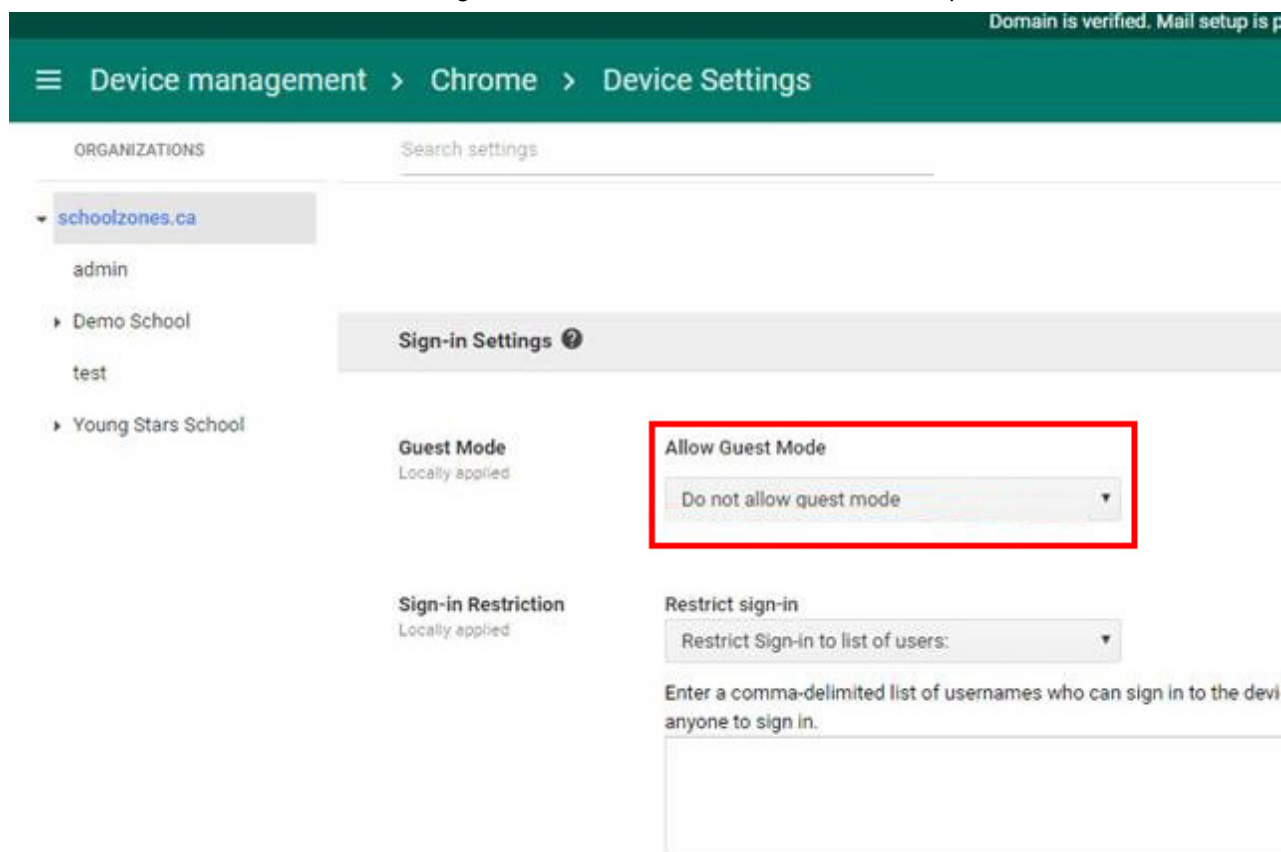 Domain is verified. Mail setup is p
Device management > Chrome > Device Settings
ORGANIZATIONS
Search settings
schoolzones.ca
admin
Demo School
test
Young Stars School
Sign-in Settings
Guest Mode
Locally applied
Allow Guest Mode
Do not allow guest mode
Sign-in Restriction
Locally applied
Restrict sign-in
Restrict Sign-in to list of users:
Enter a comma-delimited list of usernames who can sign in to the devi
anyone to sign in.